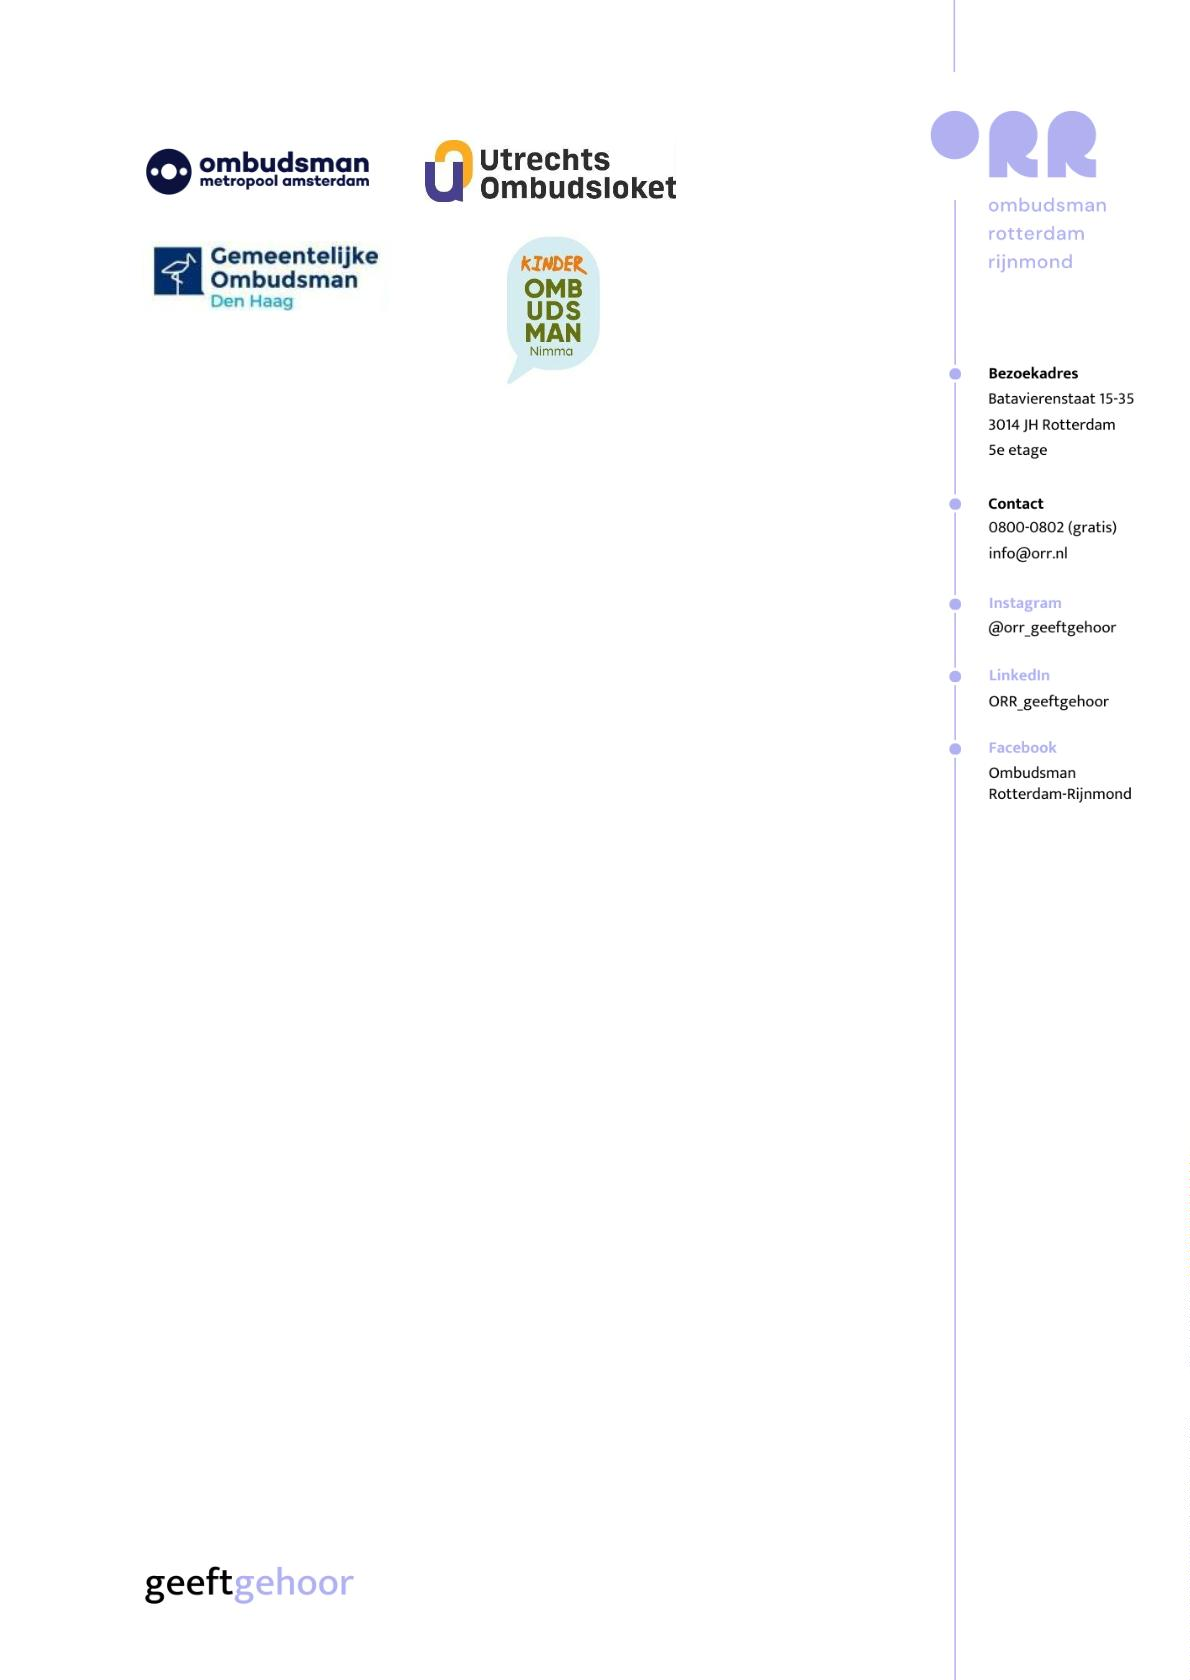 ombudsman
metropool amsterdam
Utrechts
Ombudsloket
Gemeentelijke
Ombudsman
Den Haag
KINDER
OMB
UDS
MAN
Nimma
ORR
ombudsman
rotterdam
rijnmond
Bezoekadres
Batavierenstaat 15-35
3014 JH Rotterdam
5e etage
Contact
0800-0802 (gratis)
info@orr.nl
Instagram
@orr_geeftgehoor
LinkedIn
ORR_geeftgehoor
Facebook
Ombudsman
Rotterdam-Rijnmond
geeftgehoor